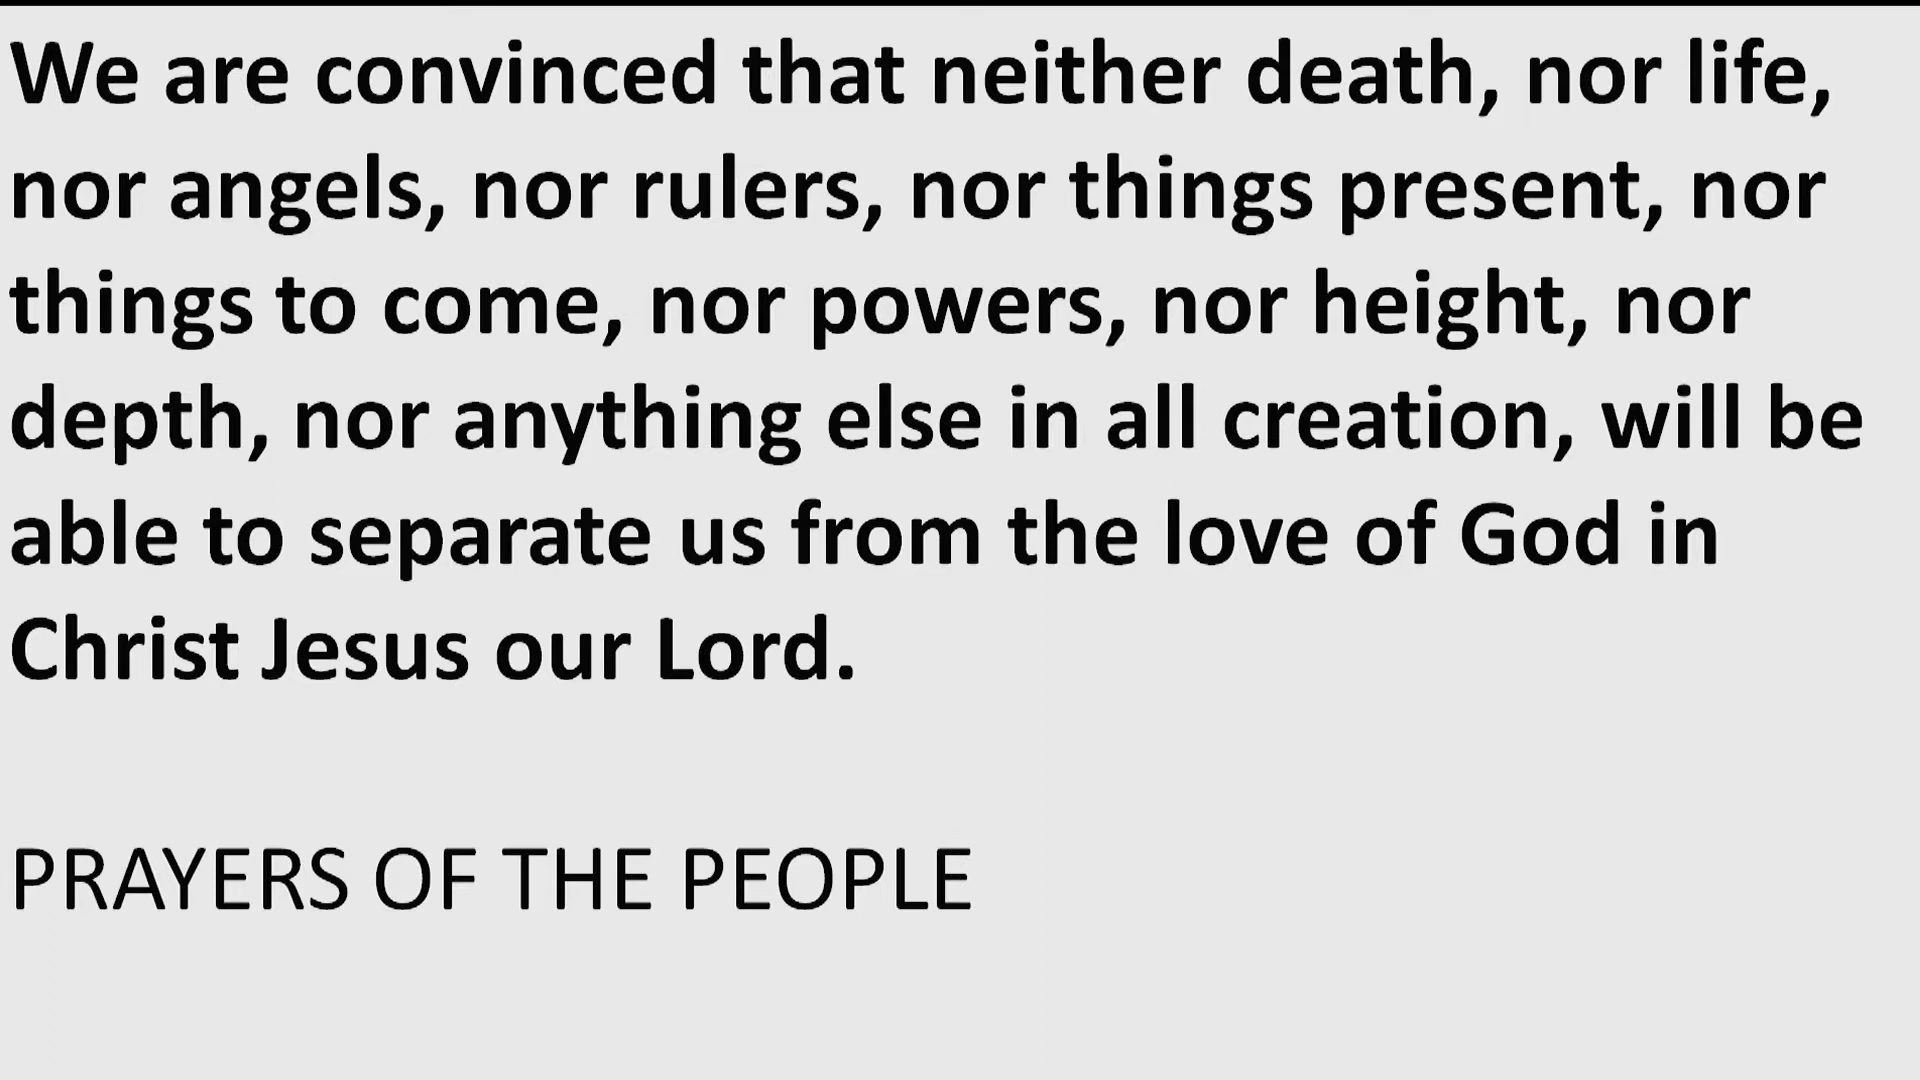 We are convinced that neither death, nor life,
nor angels, nor rulers, nor things present, nor
things to come, nor powers, nor height, nor
depth, nor anything else in all creation, will be
able to separate us from the love of God in
Christ Jesus our Lord.
PRAYERS OF THE PEOPLE